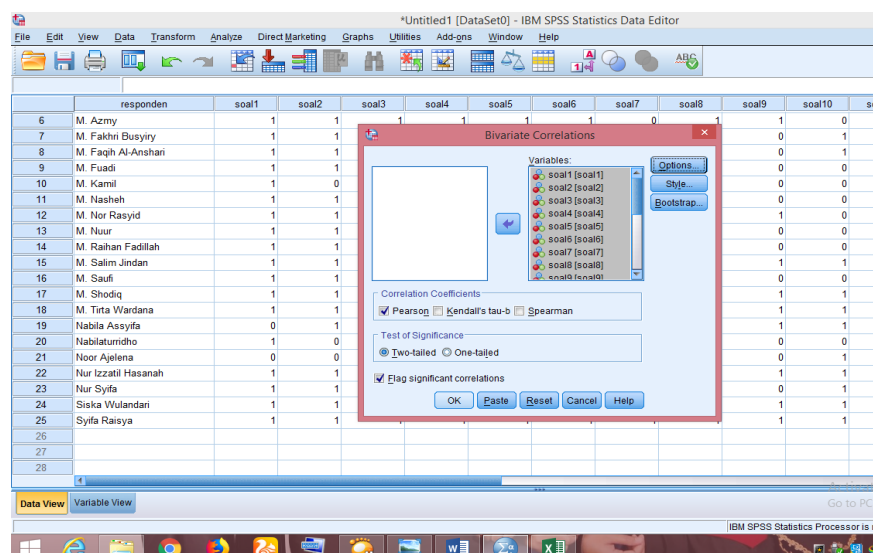 *Untitled1 [DataSet0] - IBM SPSS Statistics Data Editor
File Edit View Data Transform Analyze Direct Marketing Graphs Utilities Add-ons Window Help
responden soal1 soal2 soal3 soal4 soal5 soal6 soal7 soal8 soal9 soal10
6 M. Azmy 1 1 1 1 1 1 0 1 1 0
7 M. Fakhri Busyiry 1 1 0 1
8 M. Faqih Al-Anshari 1 1 0 1
9 M. Fuadi 1 1 0 0
10 M. Kamil 1 0 0 0
11 M. Nasheh 1 1 0 0
12 M. Nor Rasyid 1 1 1 0
13 M. Nuur 1 1 0 0
14 M. Raihan Fadillah 1 1 0 0
15 M. Salim Jindan 1 1 1 1
16 M. Saufi 1 1 0 0
17 M. Shodiq 1 1 1 1
18 M. Tirta Wardana 1 1 1 1
19 Nabila Assyifa 0 1 1 1
20 Nabilaturridho 1 0 0 0
21 Noor Ajelena 0 0 0 1
22 Nur Izzatil Hasanah 1 1 1 1
23 Nur Syifa 1 1 0 1
24 Siska Wulandari 1 1 1 1
25 Syifa Raisya 1 1 1 1
26
27
28
Bivariate Correlations
Variables:
soal1 [soal1]
soal2 [soal2]
soal3 [soal3]
soal4 [soal4]
soal5 [soal5]
soal6 [soal6]
soal7 [soal7]
soal8 [soal8]
soal9 [soal9]
Options...
Style...
Bootstrap...
Correlation Coefficients
Pearson Kendall's tau-b Spearman
Test of Significance
Two-tailed One-tailed
Flag significant correlations
OK Paste Reset Cancel Help
Data View Variable View
Go to PC
IBM SPSS Statistics Processor is